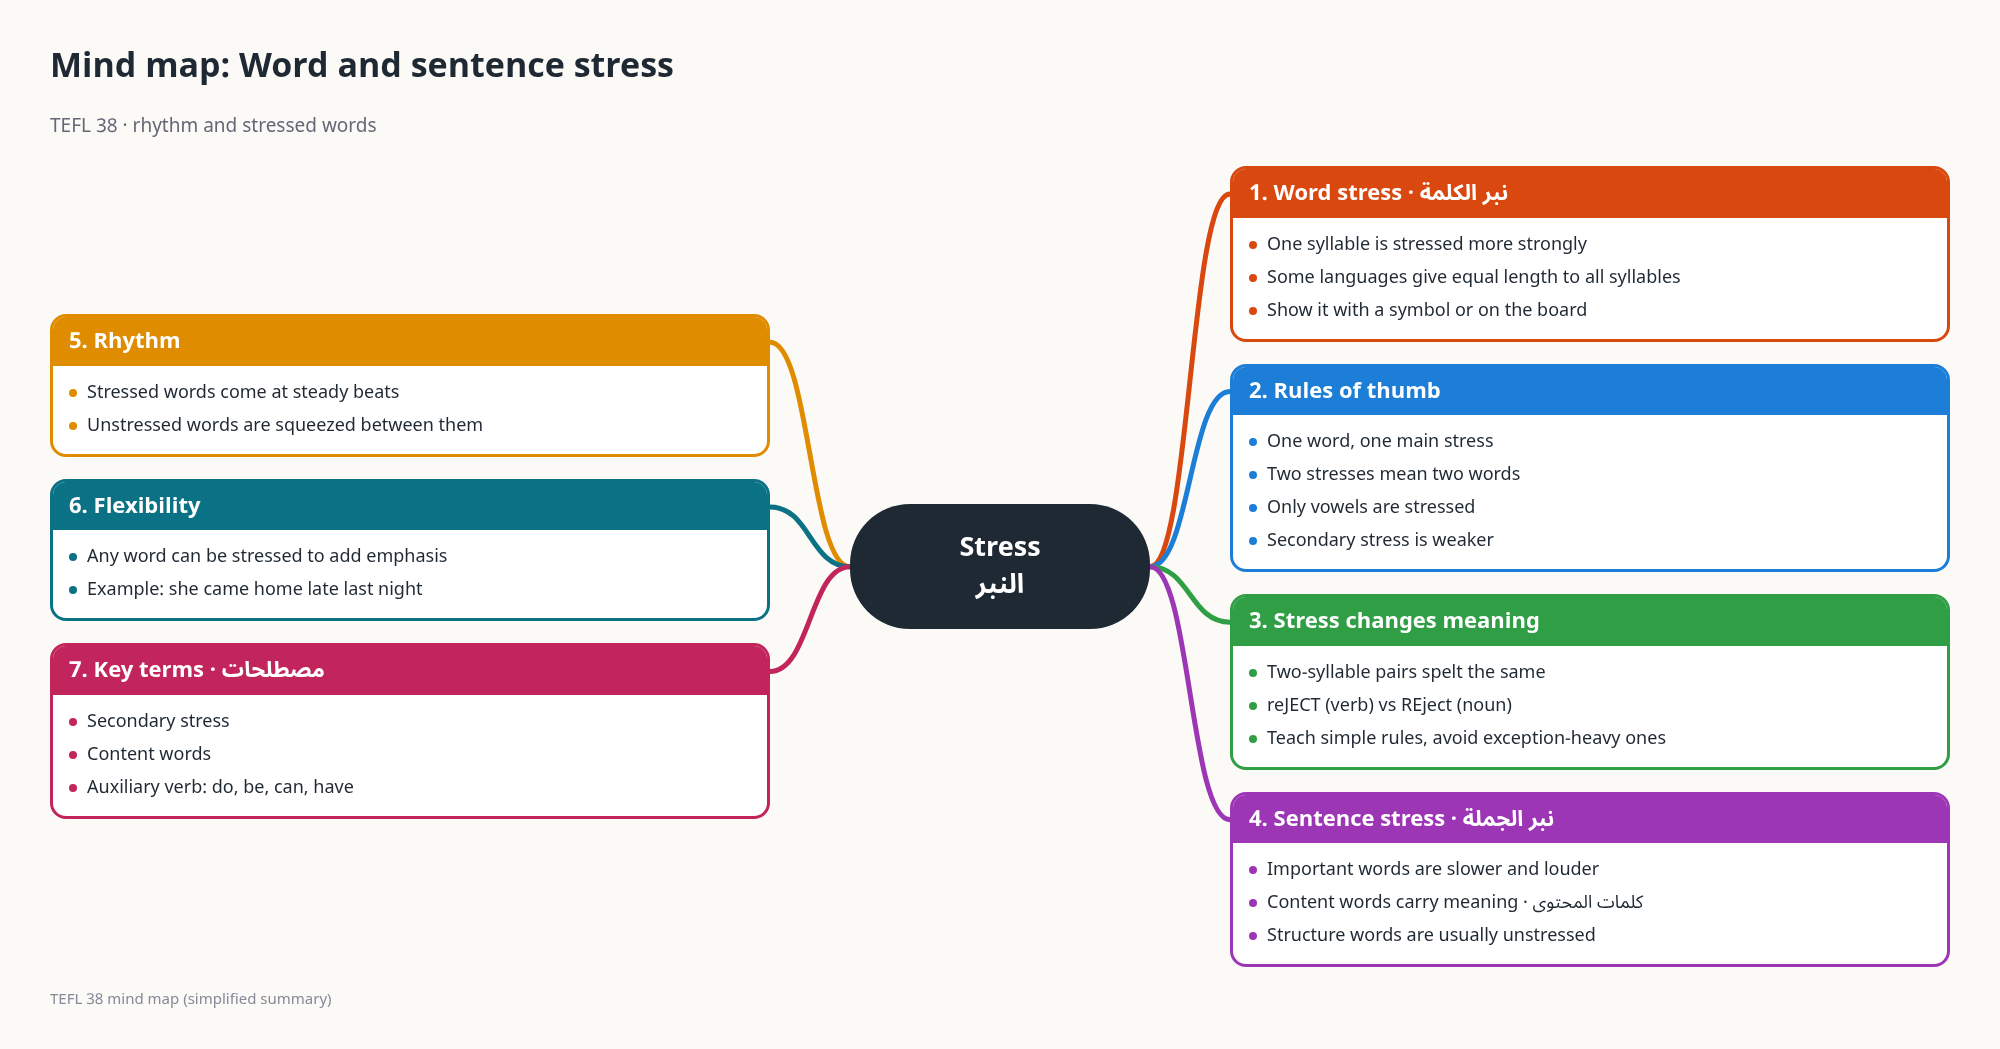 Mind map: Word and sentence stress
TEFL 38 · rhythm and stressed words
Stress
النبر
1. Word stress · نبر الكلمة
One syllable is stressed more strongly
Some languages give equal length to all syllables
Show it with a symbol or on the board
2. Rules of thumb
One word, one main stress
Two stresses mean two words
Only vowels are stressed
Secondary stress is weaker
3. Stress changes meaning
Two-syllable pairs spelt the same
reJECT (verb) vs REject (noun)
Teach simple rules, avoid exception-heavy ones
4. Sentence stress · نبر الجملة
Important words are slower and louder
Content words carry meaning · كلمات المحتوى
Structure words are usually unstressed
5. Rhythm
Stressed words come at steady beats
Unstressed words are squeezed between them
6. Flexibility
Any word can be stressed to add emphasis
Example: she came home late last night
7. Key terms · مصطلحات
Secondary stress
Content words
Auxiliary verb: do, be, can, have
TEFL 38 mind map (simplified summary)